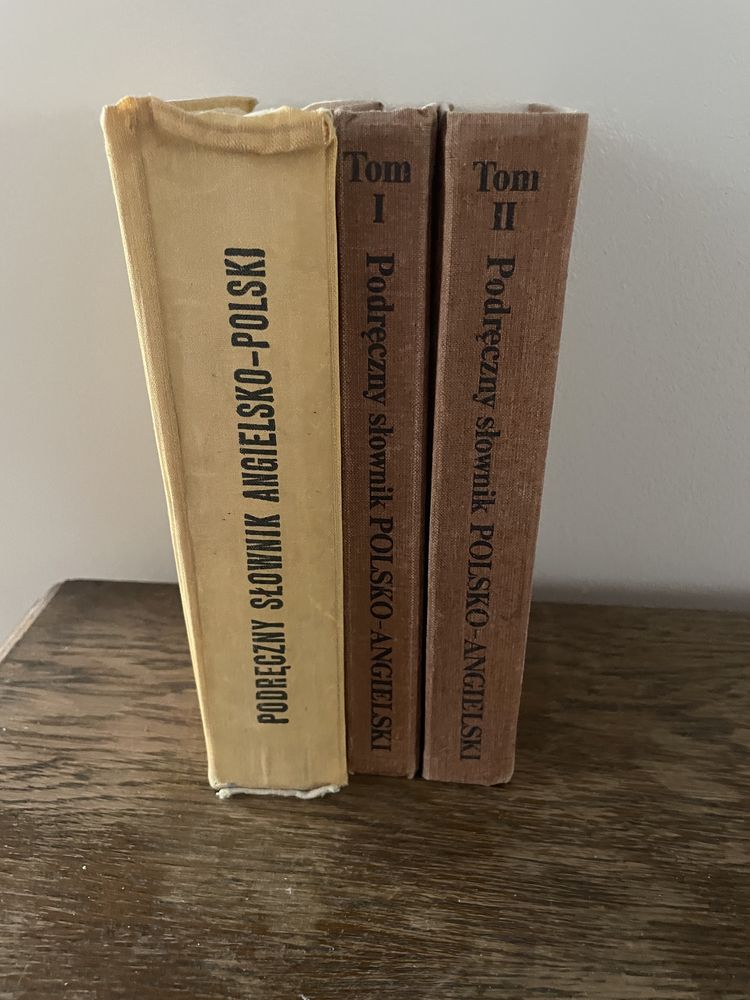 PODRĘCZNY SŁOWNIK ANGIELSKO-POLSKI
Tom
I
Podręczny słownik POLSKO-ANGIELSKI
Tom
II
Podręczny słownik POLSKO-ANGIELSKI